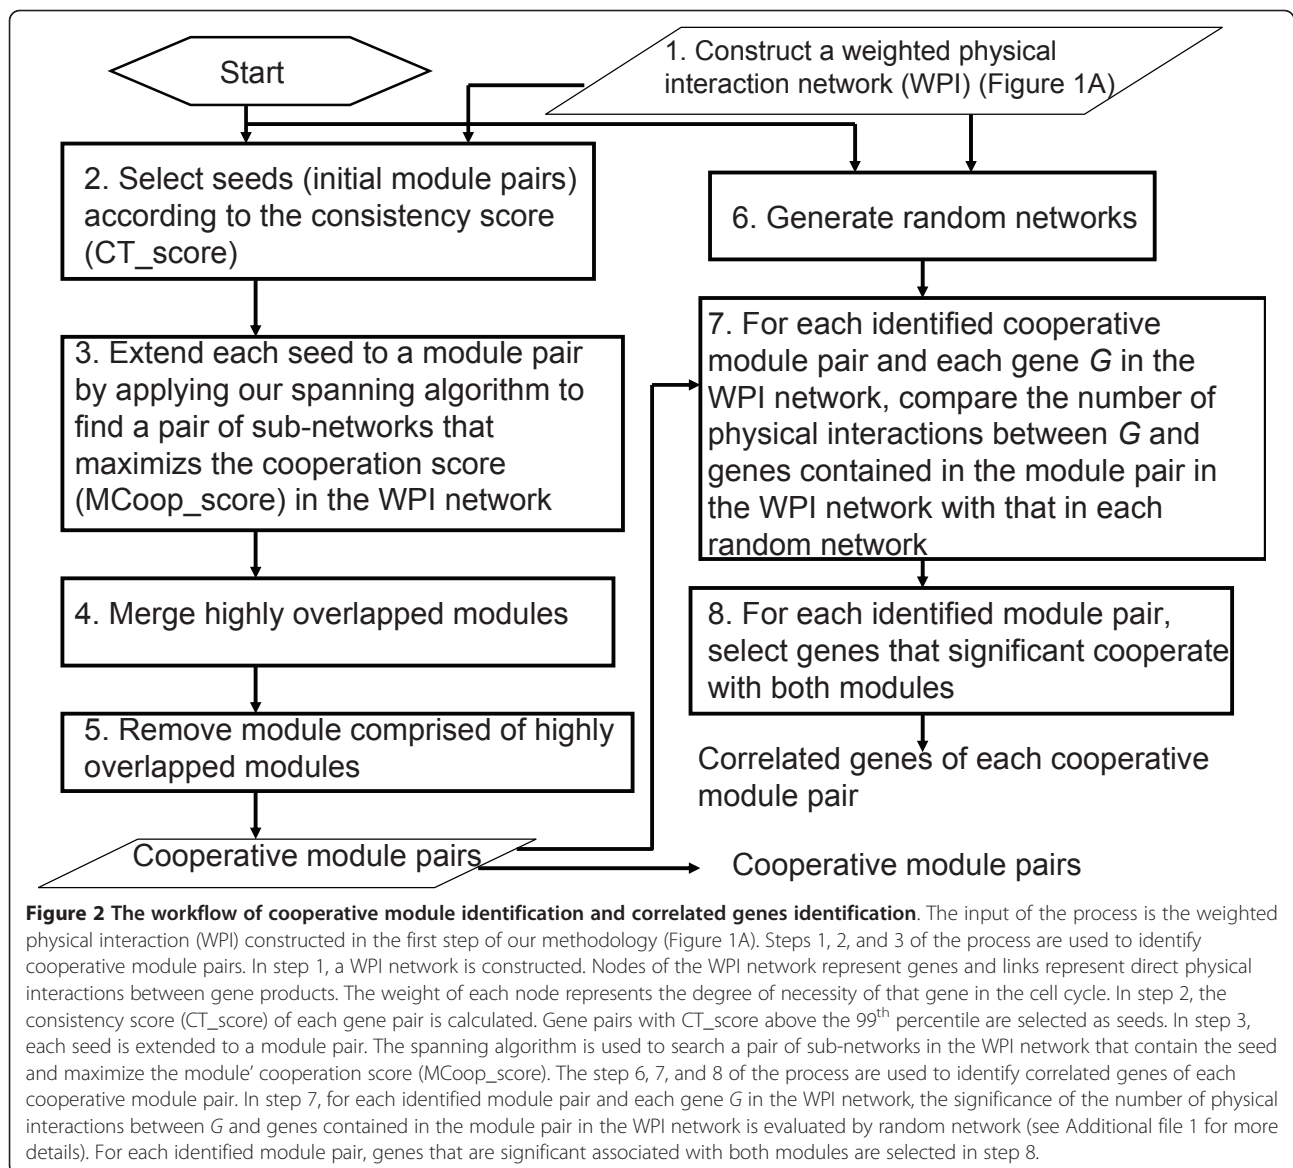 Start
1. Construct a weighted physical
interaction network (WPI) (Figure 1A)
2. Select seeds (initial module pairs)
according to the consistency score
(CT_score)
3. Extend each seed to a module pair
by applying our spanning algorithm to
find a pair of sub-networks that
maximizs the cooperation score
(MCoop_score) in the WPI network
4. Merge highly overlapped modules
5. Remove module comprised of highly
overlapped modules
Cooperative module pairs
6. Generate random networks
7. For each identified cooperative
module pair and each gene G in the
WPI network, compare the number of
physical interactions between G and
genes contained in the module pair in
the WPI network with that in each
random network
8. For each identified module pair,
select genes that significant cooperate
with both modules
Correlated genes of each cooperative
module pair
Cooperative module pairs
Figure 2 The workflow of cooperative module identification and correlated genes identification. The input of the process is the weighted
physical interaction (WPI) constructed in the first step of our methodology (Figure 1A). Steps 1, 2, and 3 of the process are used to identify
cooperative module pairs. In step 1, a WPI network is constructed. Nodes of the WPI network represent genes and links represent direct physical
interactions between gene products. The weight of each node represents the degree of necessity of that gene in the cell cycle. In step 2, the
consistency score (CT_score) of each gene pair is calculated. Gene pairs with CT_score above the 99th percentile are selected as seeds. In step 3,
each seed is extended to a module pair. The spanning algorithm is used to search a pair of sub-networks in the WPI network that contain the seed
and maximize the module' cooperation score (MCoop_score). The step 6, 7, and 8 of the process are used to identify correlated genes of each
cooperative module pair. In step 7, for each identified module pair and each gene G in the WPI network, the significance of the number of physical
interactions between G and genes contained in the module pair in the WPI network is evaluated by random network (see Additional file 1 for more
details). For each identified module pair, genes that are significant associated with both modules are selected in step 8.